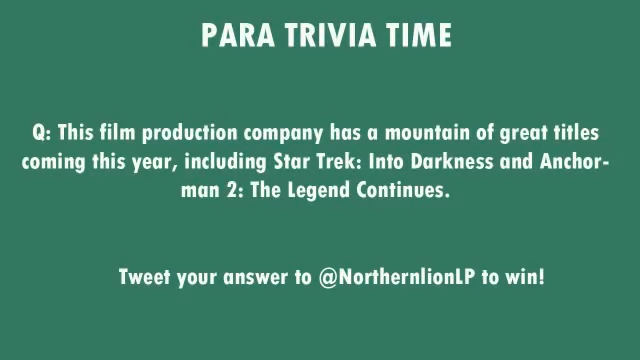 PARA TRIVIA TIME
Q: This film production company has a mountain of great titles
coming this year, including Star Trek: Into Darkness and Anchor-
man 2: The Legend Continues.
Tweet your answer to @NorthernlionLP to win!